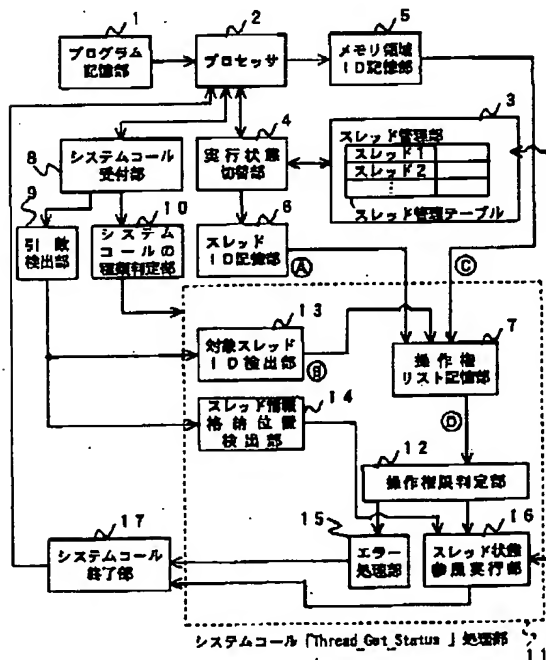 1
2
5
プログラム
記憶部
プロセッサ
メモリ領域
ID記憶部
3
スレッド管理部
スレッド1
スレッド2
スレッド管理テーブル
4
実行状態
切替部
8
システムコール
受付部
9
引数
検出部
10
システム
コールの
種類判定部
6
スレッド
ID記憶部
A
C
13
対象スレッド
ID検出部
B
7
操作権
リスト記憶部
14
スレッド情報
格納位置
検出部
D
12
操作権限判定部
15
エラー
処理部
16
スレッド状態
参照実行部
17
システムコール
終了部
システムコール「Thread_Get_Status」処理部
11